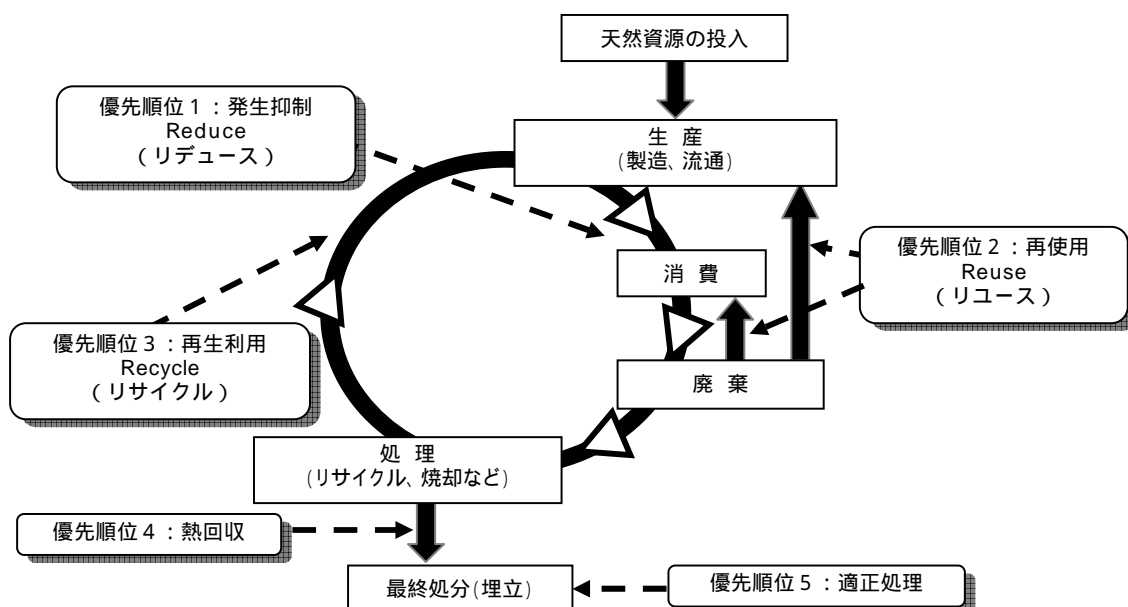 天然資源の投入
優先順位1：発生抑制
Reduce
（リデュース）
生 産
(製造、流通)
消 費
優先順位2：再使用
Reuse
（リユース）
優先順位3：再生利用
Recycle
（リサイクル）
廃 棄
処 理
(リサイクル、焼却など)
優先順位4：熱回収
最終処分(埋立)
優先順位5：適正処理